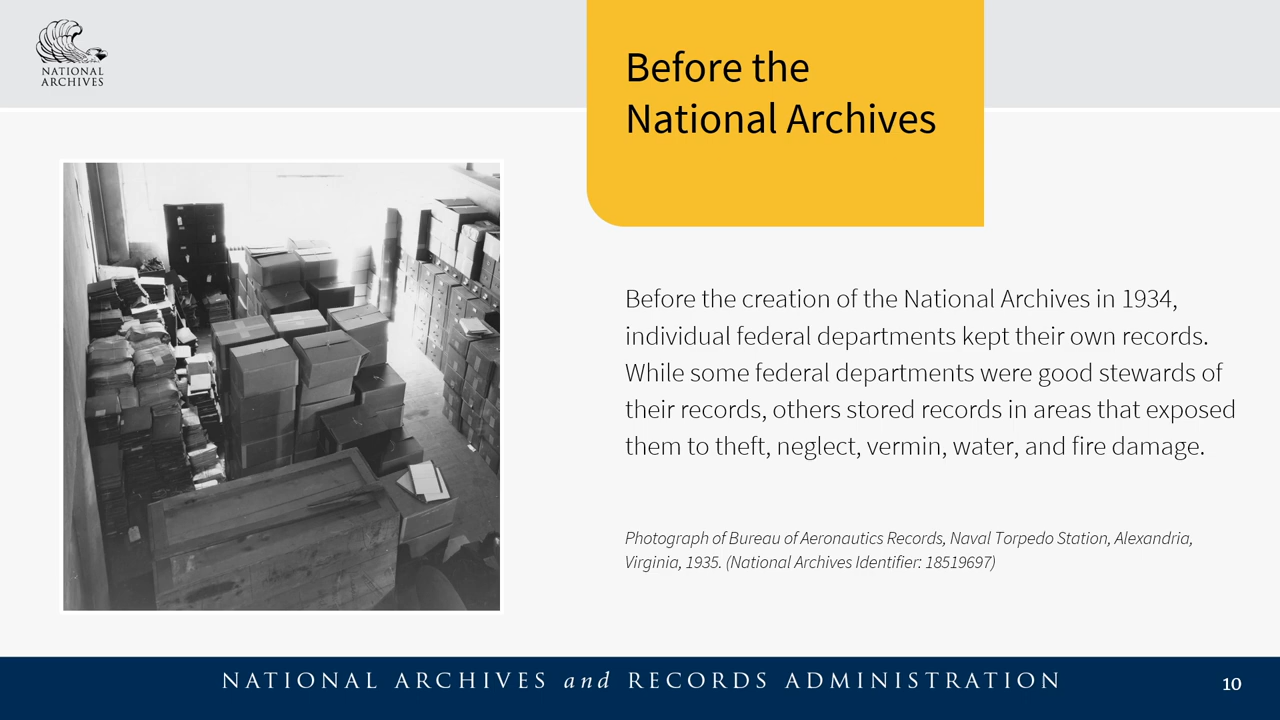 NATIONAL
ARCHIVES
Before the
National Archives
Before the creation of the National Archives in 1934,
individual federal departments kept their own records.
While some federal departments were good stewards of
their records, others stored records in areas that exposed
them to theft, neglect, vermin, water, and fire damage.
Photograph of Bureau of Aeronautics Records, Naval Torpedo Station, Alexandria,
Virginia, 1935. (National Archives Identifier: 18519697)
NATIONAL ARCHIVES and RECORDS ADMINISTRATION
10